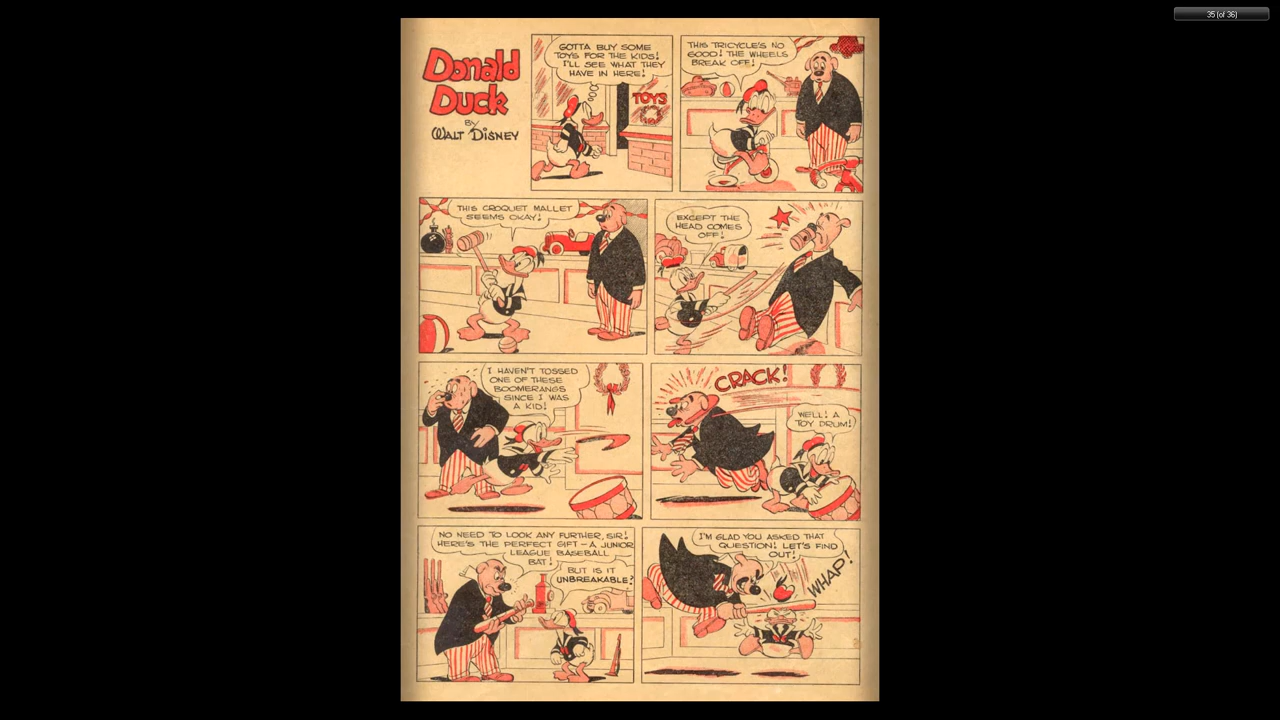 35 (of 36)
Donald
Duck
BY
Walt Disney
GOTTA BUY SOME
TOYS FOR THE KIDS!
I'LL SEE WHAT THEY
HAVE IN HERE!
TOYS
THIS TRICYCLE'S NO
GOOD! THE WHEELS
BREAK OFF!
THIS CROQUET MALLET
SEEMS OKAY!
EXCEPT THE
HEAD COMES
OFF!
I HAVEN'T TOSSED
ONE OF THESE
BOOMERANGS
SINCE I WAS
A KID!
CRACK!
WELL! A
TOY DRUM!
NO NEED TO LOOK ANY FURTHER, SIR!
HERE'S THE PERFECT GIFT – A JUNIOR
LEAGUE BASEBALL
BAT!
BUT IS IT
UNBREAKABLE?
I'M GLAD YOU ASKED THAT
QUESTION! LET'S FIND
OUT!
WHAP!